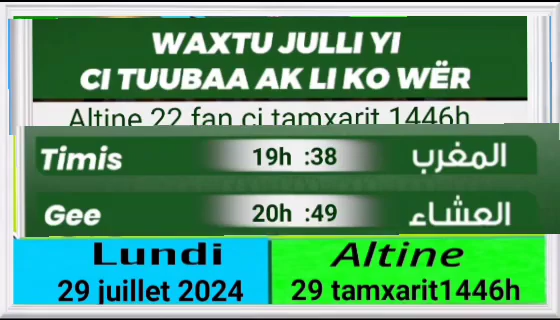 WAXTU JULLI YI
CI TUUBAA AK LI KO WËR
Altine 22 fan ci tamxarit 1446h
Timis 19h :38 المغرب
Gee 20h :49 العشاء
Lundi Altine
29 juillet 2024 29 tamxarit1446h